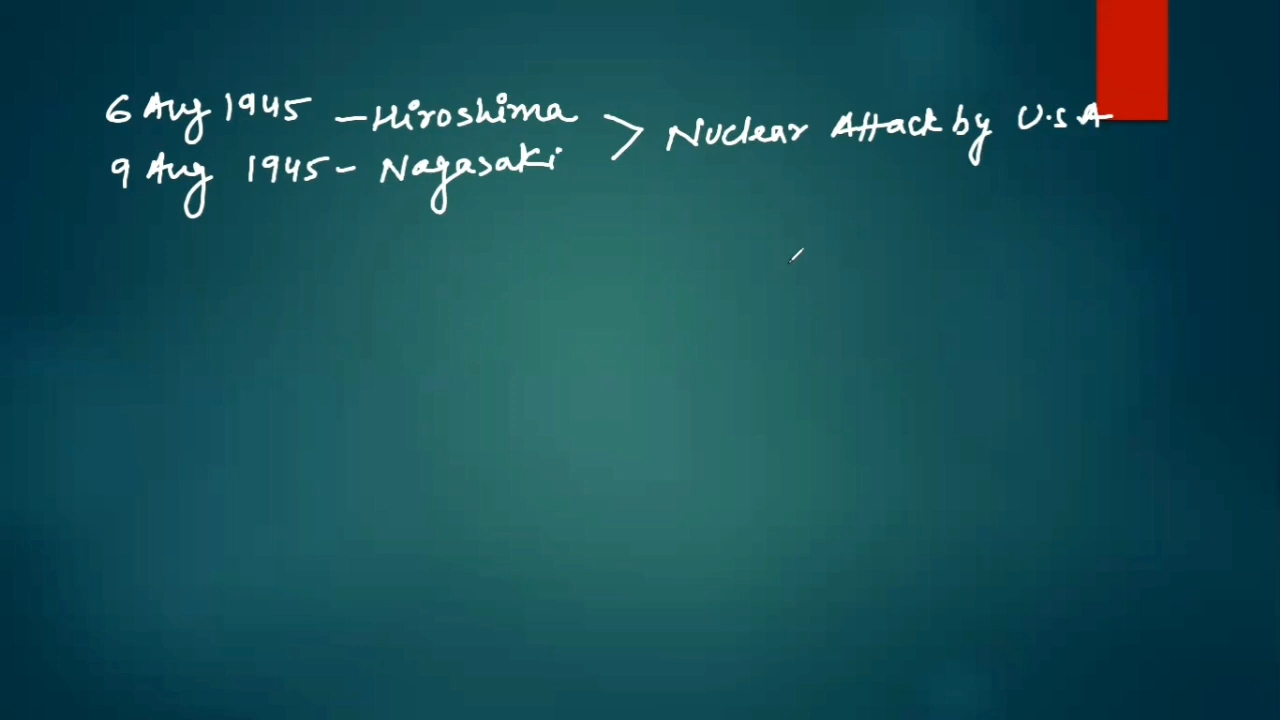 6 Aug 1945 – Hiroshima > Nuclear Attack by U.S.A
9 Aug 1945 - Nagasaki